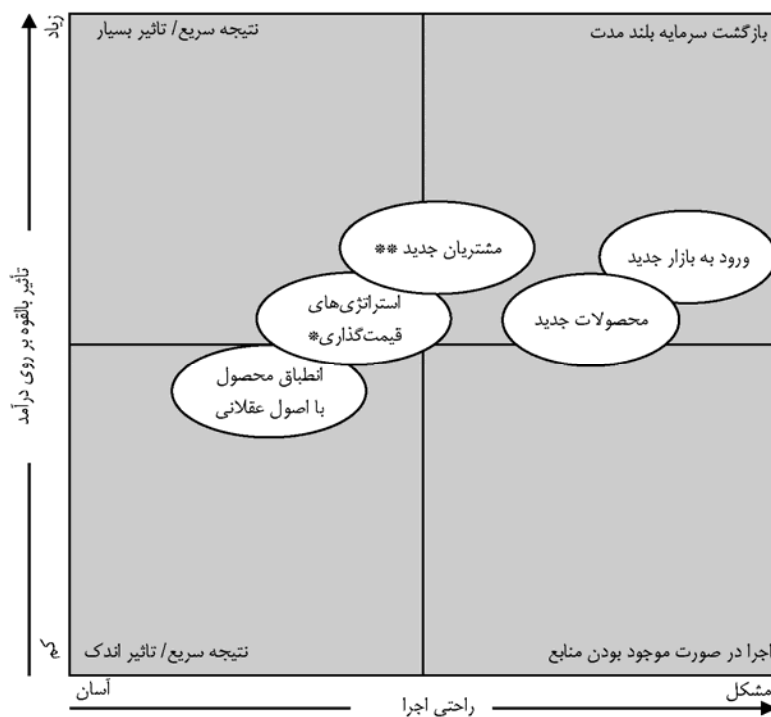 زیاد
بازگشت سرمایه بلند مدت
نتیجه سریع/ تاثیر بسیار
تأثیر بالقوه بر روی درآمد
مشتریان جدید **
ورود به بازار جدید
استراتژی‌های
قیمت‌گذاری*
محصولات جدید
انطباق محصول
با اصول عقلانی
اجرا در صورت موجود بودن منابع
نتیجه سریع/ تاثیر اندک
کم
مشکل
آسان
راحتی اجرا